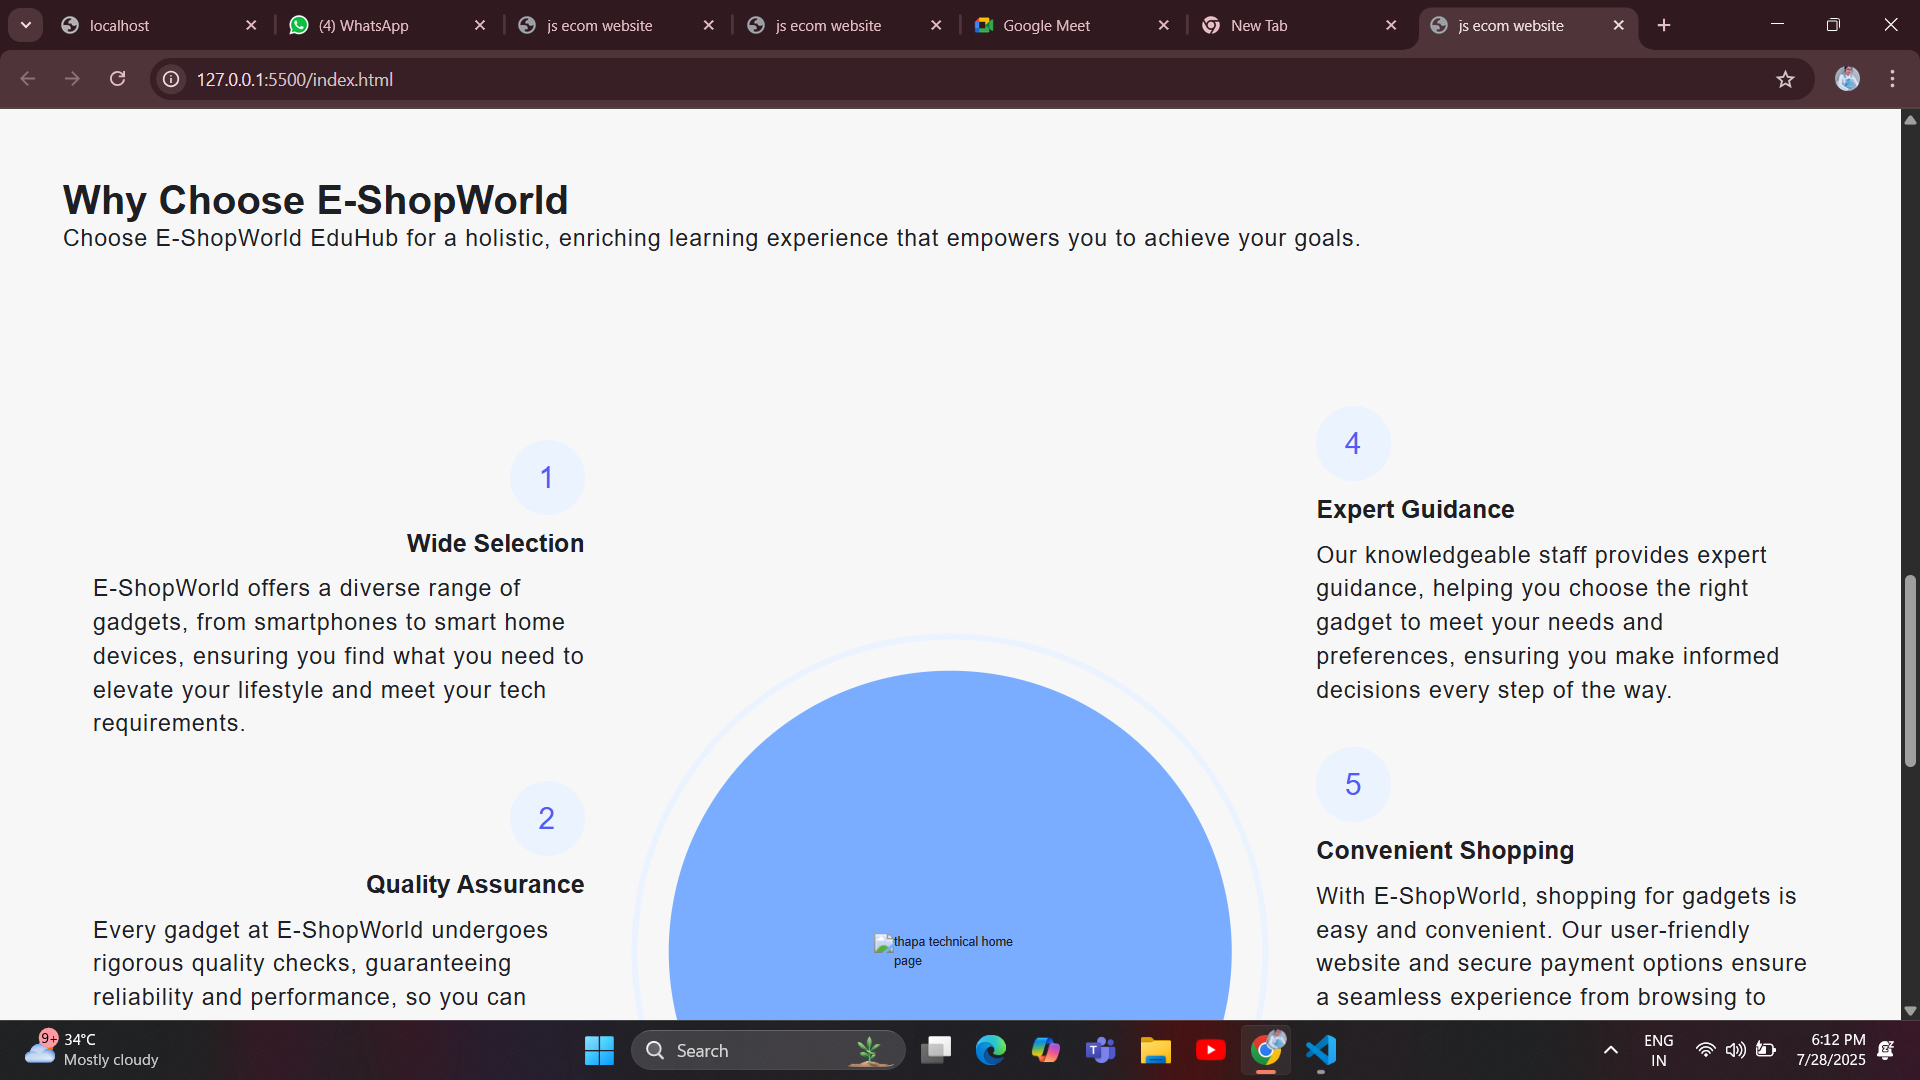 localhost
(4) WhatsApp
js ecom website
js ecom website
Google Meet
New Tab
js ecom website
127.0.0.1:5500/index.html
Why Choose E-ShopWorld
Choose E-ShopWorld EduHub for a holistic, enriching learning experience that empowers you to achieve your goals.
1
Wide Selection
E-ShopWorld offers a diverse range of
gadgets, from smartphones to smart home
devices, ensuring you find what you need to
elevate your lifestyle and meet your tech
requirements.
2
Quality Assurance
Every gadget at E-ShopWorld undergoes
rigorous quality checks, guaranteeing
reliability and performance, so you can
thapa technical home
page
4
Expert Guidance
Our knowledgeable staff provides expert
guidance, helping you choose the right
gadget to meet your needs and
preferences, ensuring you make informed
decisions every step of the way.
5
Convenient Shopping
With E-ShopWorld, shopping for gadgets is
easy and convenient. Our user-friendly
website and secure payment options ensure
a seamless experience from browsing to
9+
34°C
Mostly cloudy
Search
ENG
IN
6:12 PM
7/28/2025